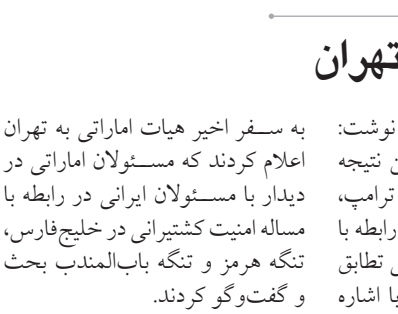 تهران
نوشت:
نتیجه
ترامپ،
رابطه با
تطابق
با اشاره
به سفر اخیر هیات اماراتی به تهران
اعلام کردند که مسئولان اماراتی در
دیدار با مسئولان ایرانی در رابطه با
مساله امنیت کشتیرانی در خلیج‌فارس،
تنگه هرمز و تنگه باب‌المندب بحث
و گفت‌وگو کردند.